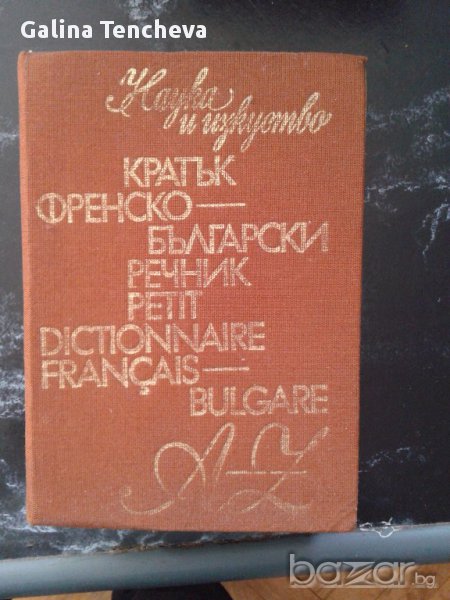 Galina Tencheva
Наука
и изкуство
КРАТЪК
ФРЕНСКО—
БЪЛГАРСКИ
РЕЧНИК
PETIT
DICTIONNAIRE
FRANÇAIS—
BULGARE
A-Z
bazar.bg